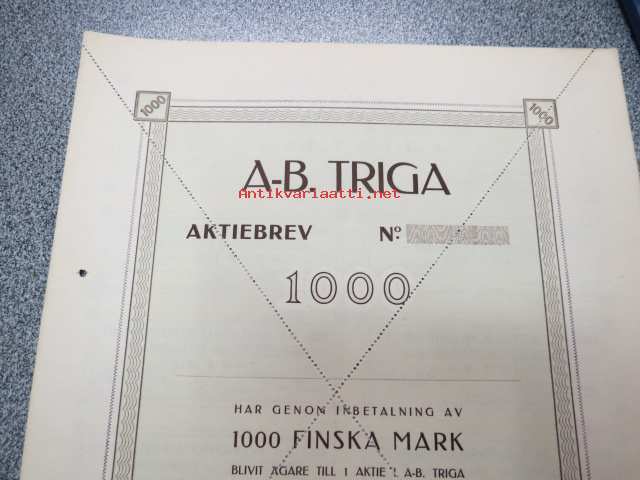 1000 1000
A-B. TRIGA
Antikvariaatti.net
AKTIEBREV Nº
1000
HAR GENON INBETALNING AV
1000 FINSKA MARK
BLIVIT ÄGARE TILL 1 AKTIE I A-B. TRIGA